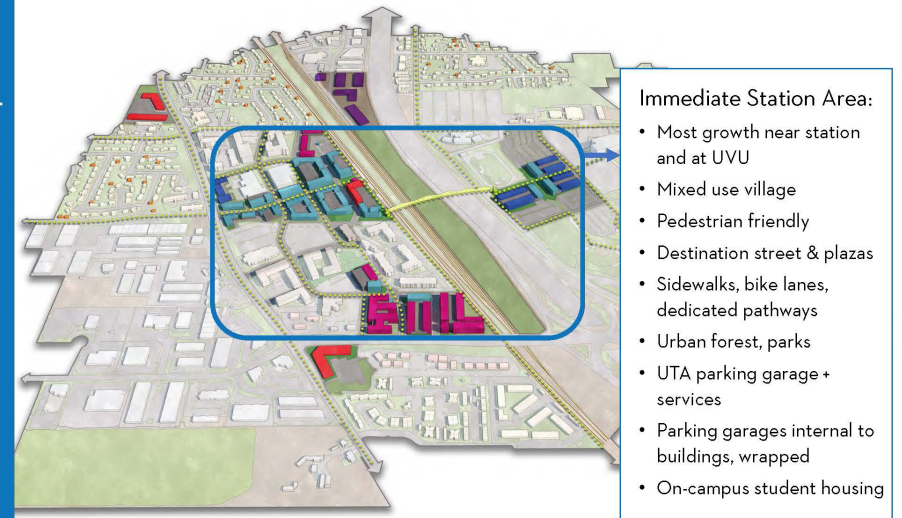 Immediate Station Area:
• Most growth near station
and at UVU
• Mixed use village
• Pedestrian friendly
• Destination street & plazas
• Sidewalks, bike lanes,
dedicated pathways
• Urban forest, parks
• UTA parking garage +
services
• Parking garages internal to
buildings, wrapped
• On-campus student housing